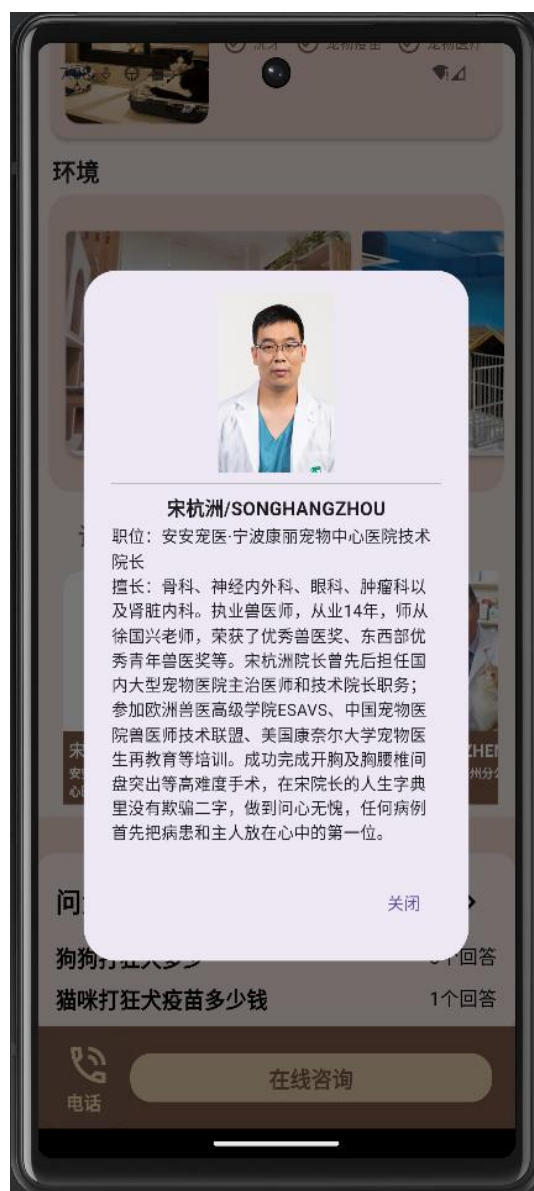 环境
宋杭洲/SONGHANGZHOU
职位：安安宠医·宁波康丽宠物中心医院技术
院长
擅长：骨科、神经内外科、眼科、肿瘤科以
及肾脏内科。执业兽医师，从业14年，师从
徐国兴老师，荣获了优秀兽医奖、东西部优
秀青年兽医奖等。宋杭洲院长曾先后担任国
内大型宠物医院主治医师和技术院长职务；
参加欧洲兽医高级学院ESAVS、中国宠物医
院兽医师技术联盟、美国康奈尔大学宠物医
生再教育等培训。成功完成开胸及胸腰椎间
盘突出等高难度手术，在宋院长的人生字典
里没有欺骗二字，做到问心无愧，任何病例
首先把病患和主人放在心中的第一位。
关闭
问
个回答
猫咪打狂犬疫苗多少钱 1个回答
电话 在线咨询